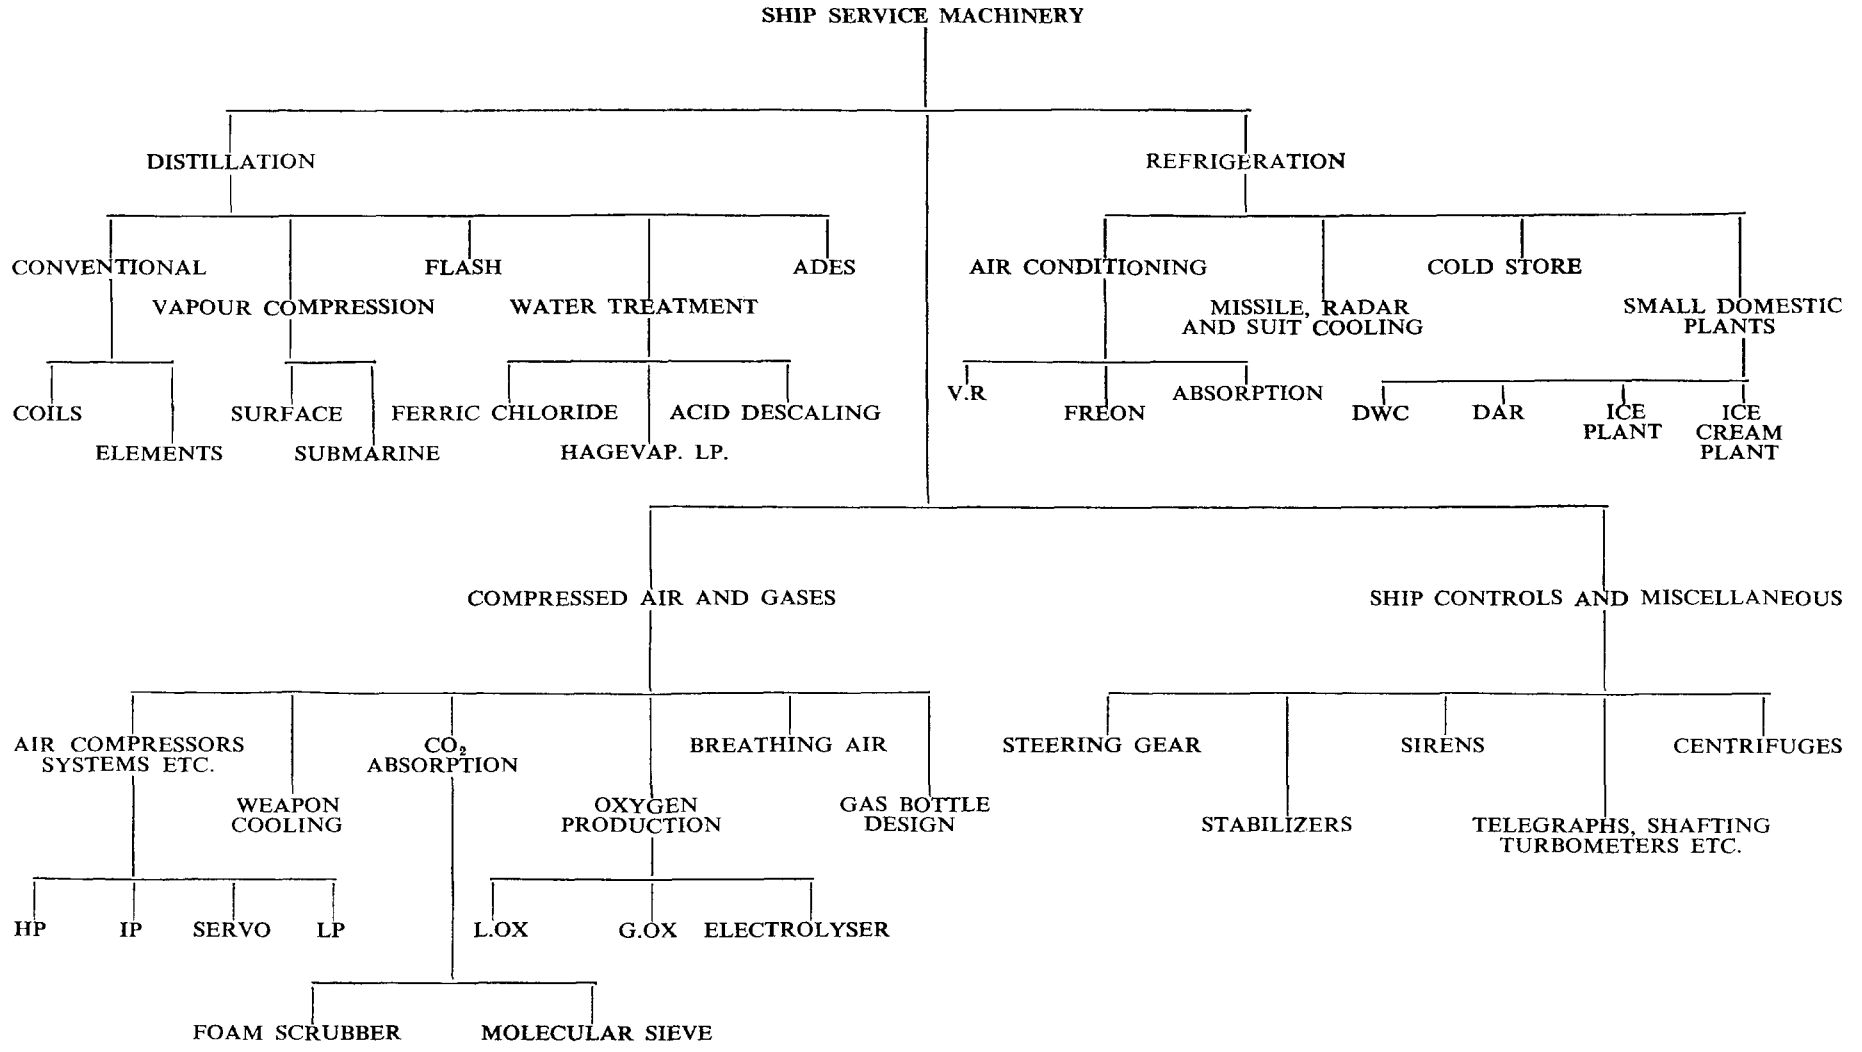 SHIP SERVICE MACHINERY
DISTILLATION
REFRIGERATION
CONVENTIONAL
FLASH
ADES
AIR CONDITIONING
COLD STORE
VAPOUR COMPRESSION
WATER TREATMENT
MISSILE, RADAR
AND SUIT COOLING
SMALL DOMESTIC
PLANTS
COILS
SURFACE
FERRIC CHLORIDE
ACID DESCALING
V.R
FREON
ABSORPTION
DWC
DAR
ICE
PLANT
ICE
CREAM
PLANT
ELEMENTS
SUBMARINE
HAGEVAP. LP.
COMPRESSED AIR AND GASES
SHIP CONTROLS AND MISCELLANEOUS
AIR COMPRESSORS
SYSTEMS ETC.
CO₂
ABSORPTION
BREATHING AIR
STEERING GEAR
SIRENS
CENTRIFUGES
WEAPON
COOLING
OXYGEN
PRODUCTION
GAS BOTTLE
DESIGN
STABILIZERS
TELEGRAPHS, SHAFTING
TURBOMETERS ETC.
HP
IP
SERVO
LP
L.OX
G.OX
ELECTROLYSER
FOAM SCRUBBER
MOLECULAR SIEVE